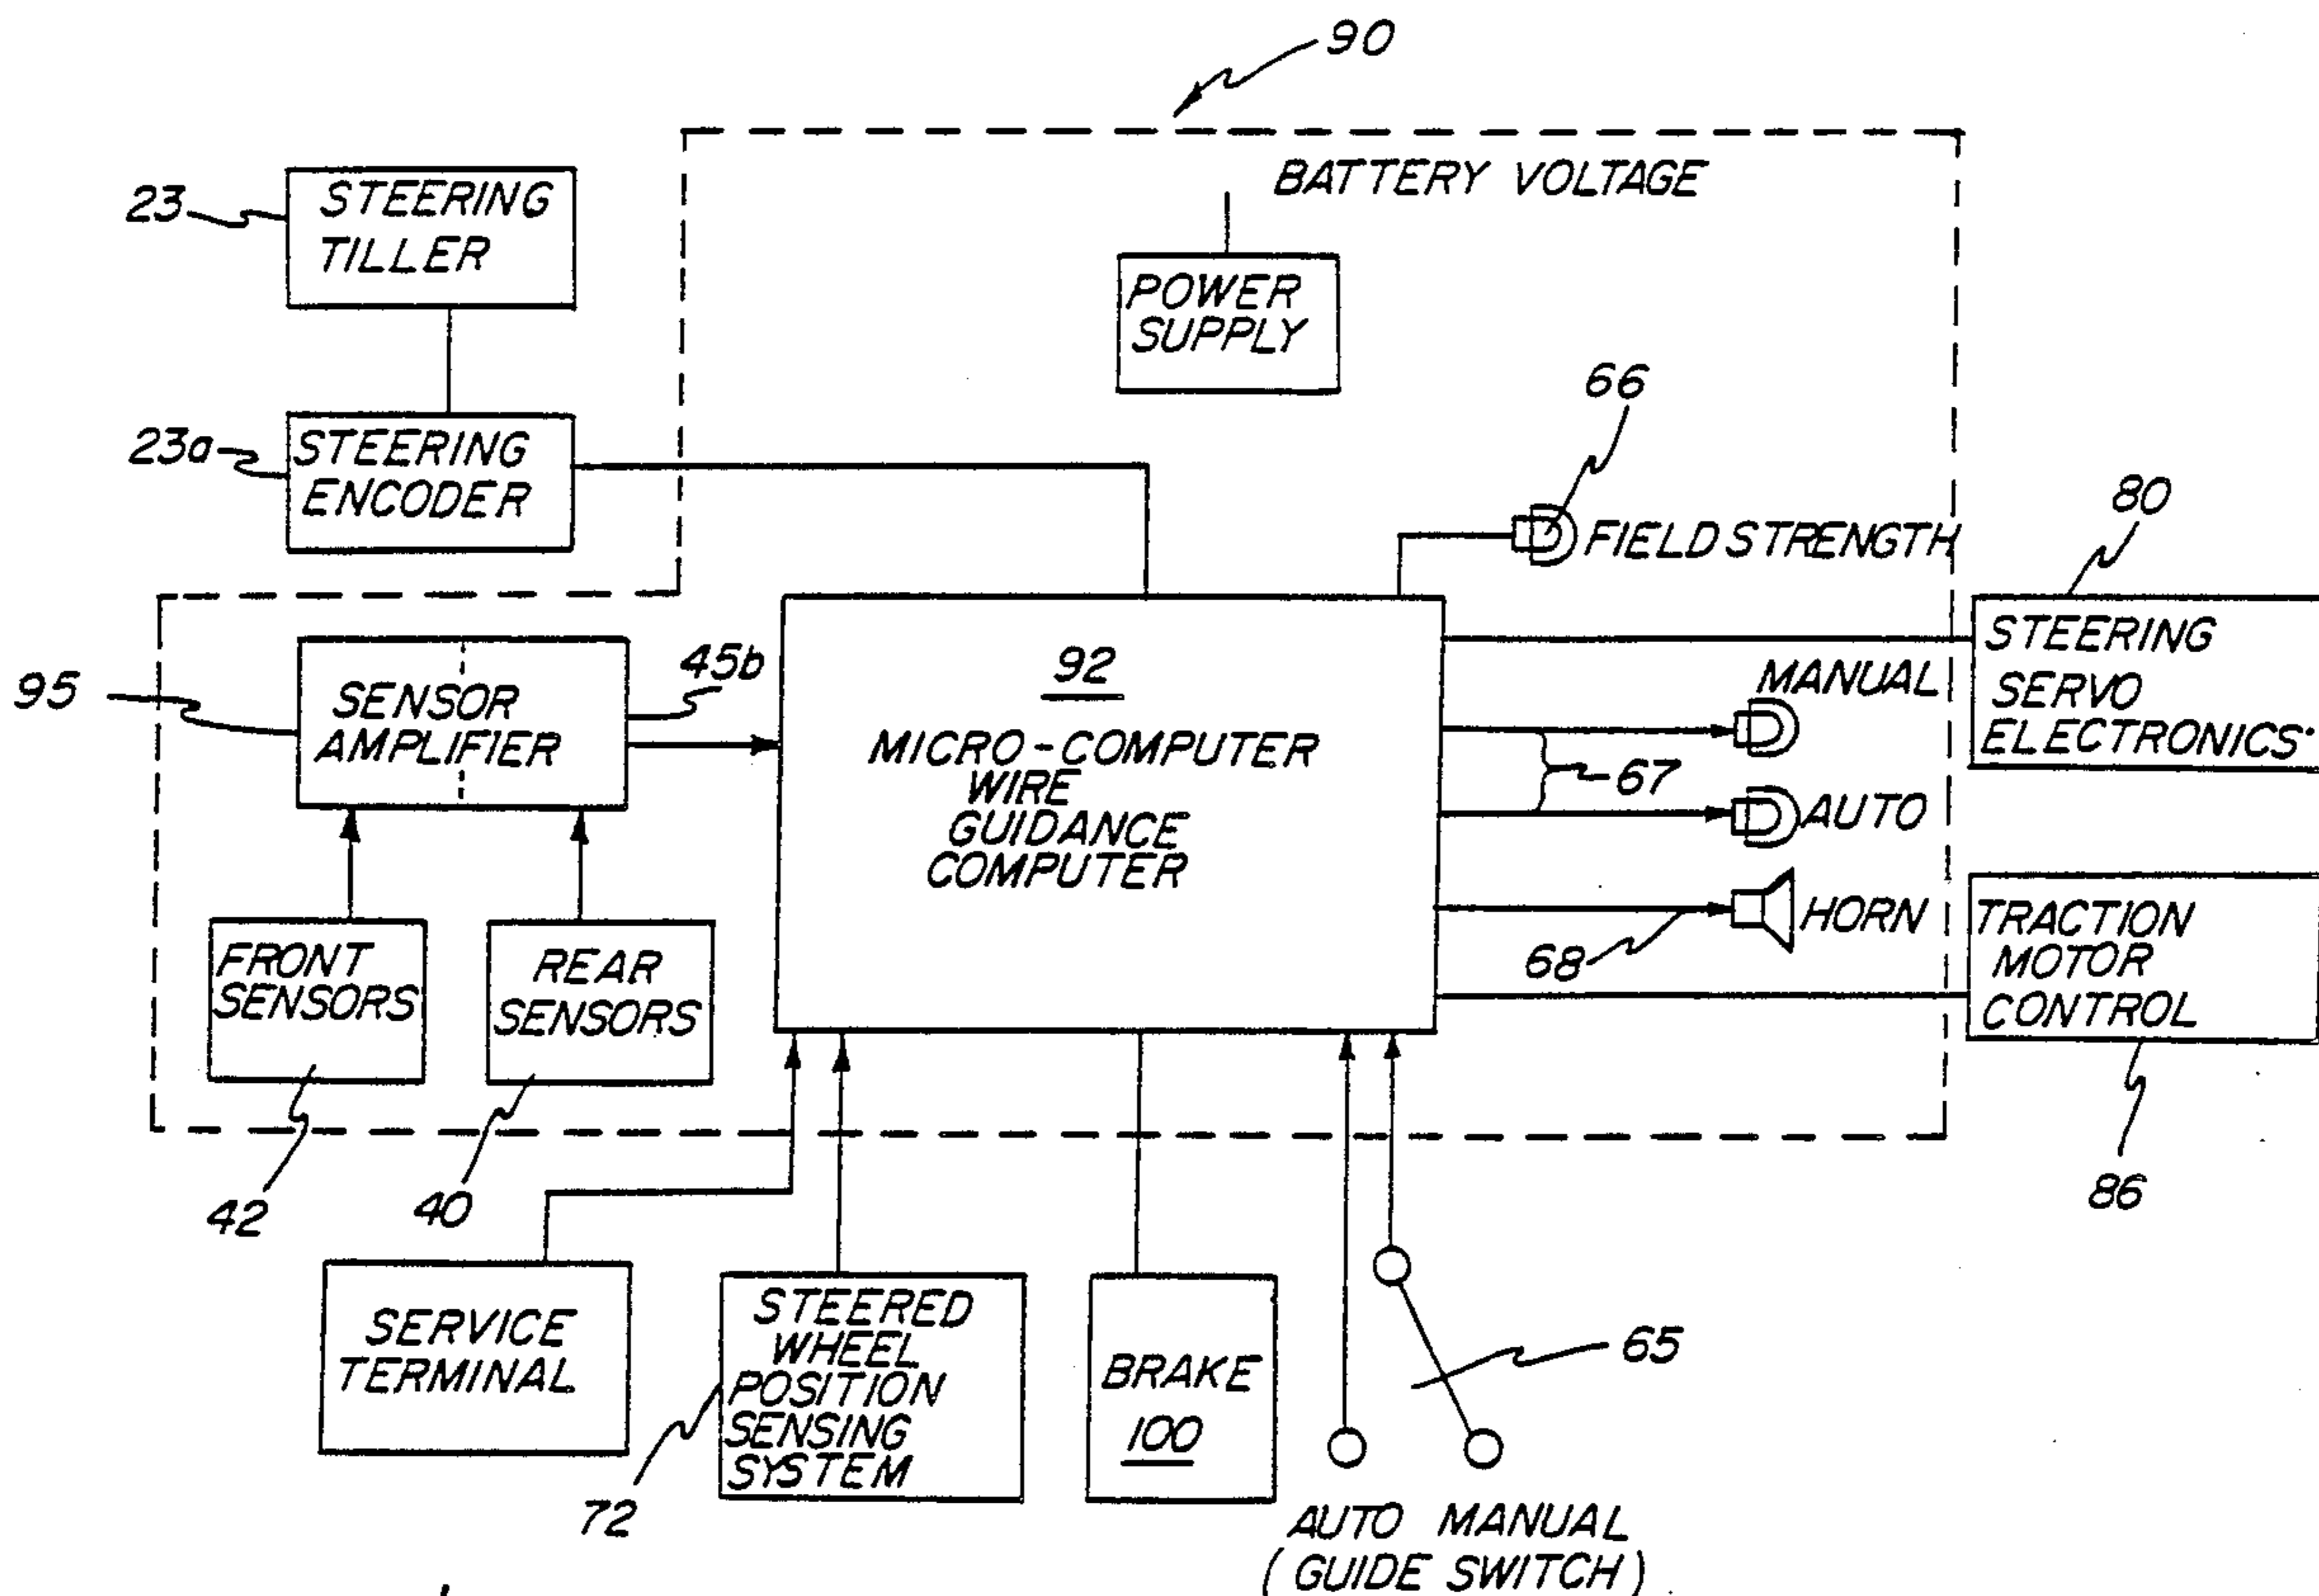 90
BATTERY VOLTAGE
23
STEERING
TILLER
POWER
SUPPLY
66
23a
STEERING
ENCODER
80
FIELD STRENGTH
95
SENSOR
AMPLIFIER
45b
92
MICRO-COMPUTER
WIRE
GUIDANCE
COMPUTER
MANUAL
67
AUTO
STEERING
SERVO
ELECTRONICS
FRONT
SENSORS
REAR
SENSORS
68
HORN
TRACTION
MOTOR
CONTROL
42
40
86
SERVICE
TERMINAL
STEERED
WHEEL
POSITION
SENSING
SYSTEM
72
BRAKE
100
65
AUTO MANUAL
(GUIDE SWITCH)